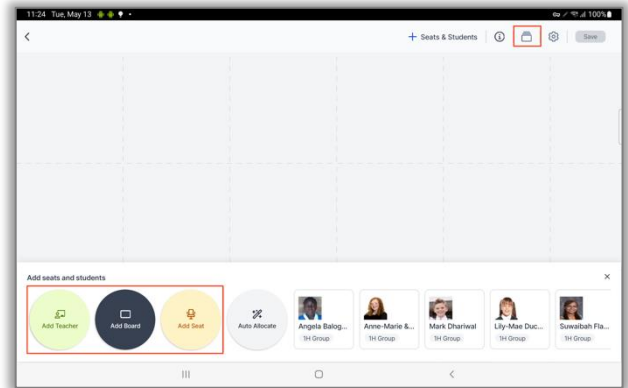 11:24 Tue, May 13
100%
+ Seats & Students
Save
Add seats and students
Add Teacher
Add Board
Add Seat
Auto Allocate
Angela Balog...
1H Group
Anne-Marie &...
1H Group
Mark Dhariwal
1H Group
Lily-Mae Duc...
1H Group
Suwaibah Fla...
1H Group